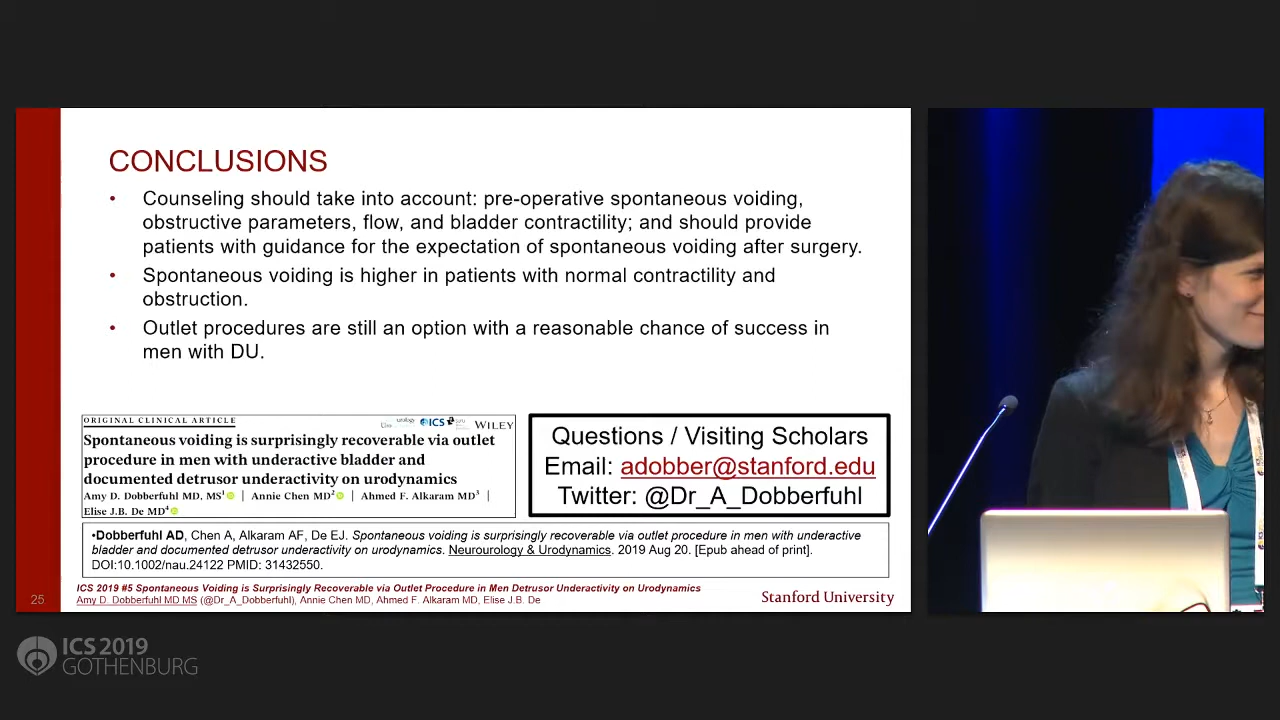 CONCLUSIONS
• Counseling should take into account: pre-operative spontaneous voiding,
obstructive parameters, flow, and bladder contractility; and should provide
patients with guidance for the expectation of spontaneous voiding after surgery.
• Spontaneous voiding is higher in patients with normal contractility and
obstruction.
• Outlet procedures are still an option with a reasonable chance of success in
men with DU.
ORIGINAL CLINICAL ARTICLE
ICS
WILEY
Spontaneous voiding is surprisingly recoverable via outlet
procedure in men with underactive bladder and
documented detrusor underactivity on urodynamics
Amy D. Dobberfuhl MD, MS1 | Annie Chen MD2 | Ahmed F. Alkaram MD3 |
Elise J.B. De MD4
Questions / Visiting Scholars
Email: adobber@stanford.edu
Twitter: @Dr_A_Dobberfuhl
•Dobberfuhl AD, Chen A, Alkaram AF, De EJ. Spontaneous voiding is surprisingly recoverable via outlet procedure in men with underactive
bladder and documented detrusor underactivity on urodynamics. Neurourology & Urodynamics. 2019 Aug 20. [Epub ahead of print].
DOI:10.1002/nau.24122 PMID: 31432550.
ICS 2019 #5 Spontaneous Voiding is Surprisingly Recoverable via Outlet Procedure in Men Detrusor Underactivity on Urodynamics
Amy D. Dobberfuhl MD MS (@Dr_A_Dobberfuhl), Annie Chen MD, Ahmed F. Alkaram MD, Elise J.B. De
Stanford University
25
ICS 2019
GOTHENBURG